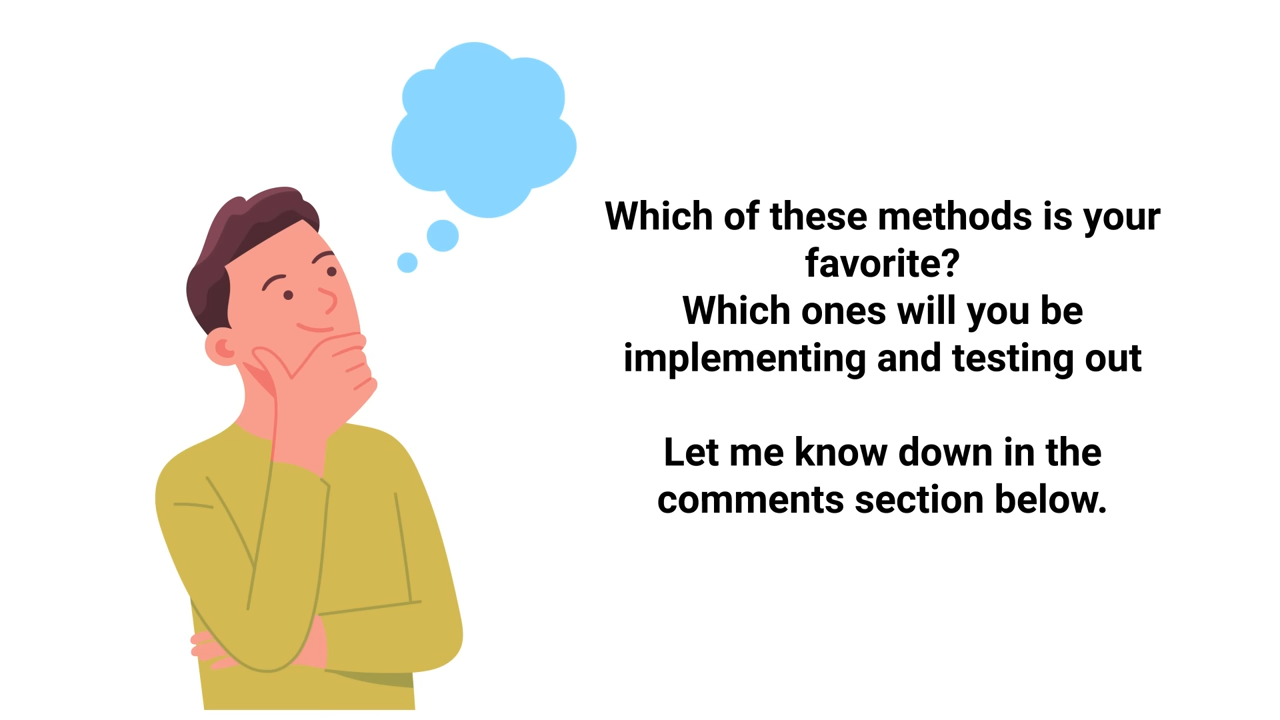 Which of these methods is your
favorite?
Which ones will you be
implementing and testing out
Let me know down in the
comments section below.